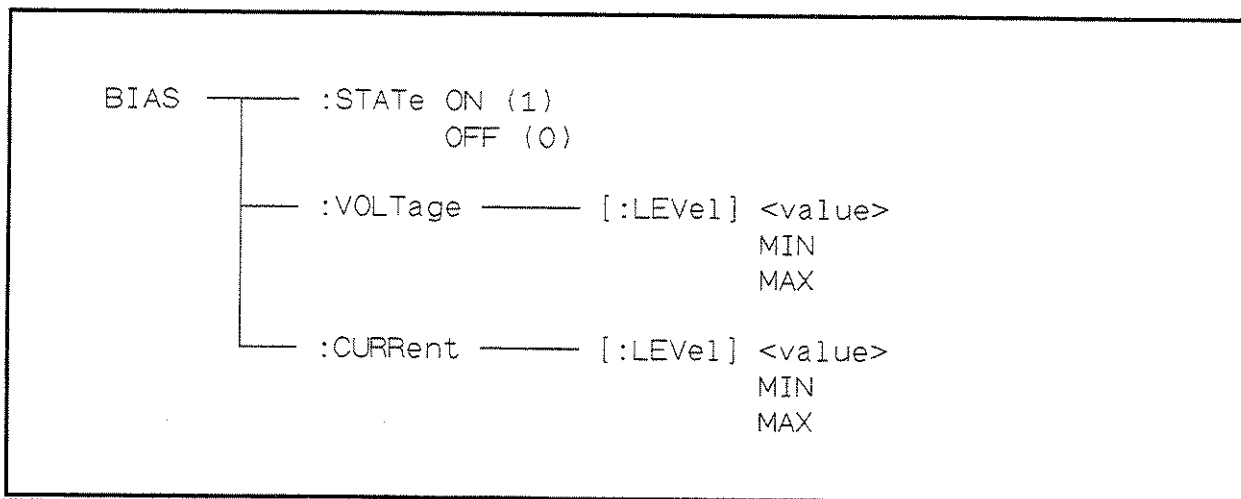 BIAS :STATe ON (1)
OFF (0)
:VOLTage [:LEVel] <value>
MIN
MAX
:CURRent [:LEVel] <value>
MIN
MAX